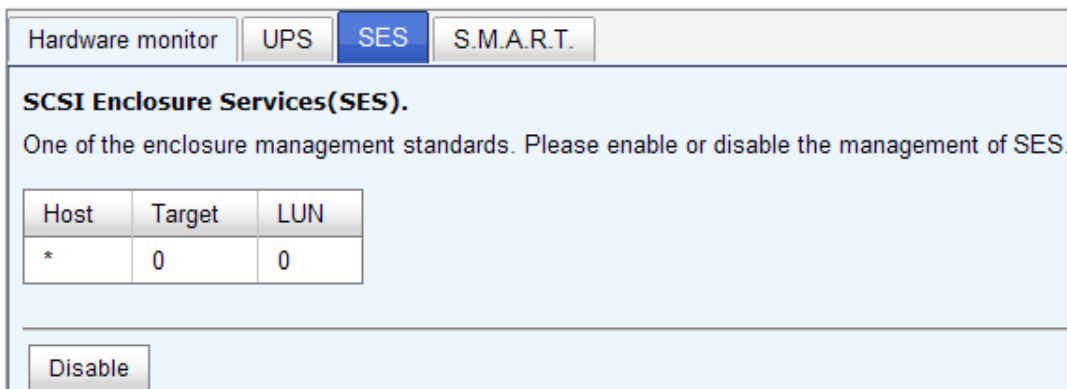 Hardware monitor UPS SES S.M.A.R.T.
SCSI Enclosure Services(SES).
One of the enclosure management standards. Please enable or disable the management of SES.
Host Target LUN
* 0 0
Disable